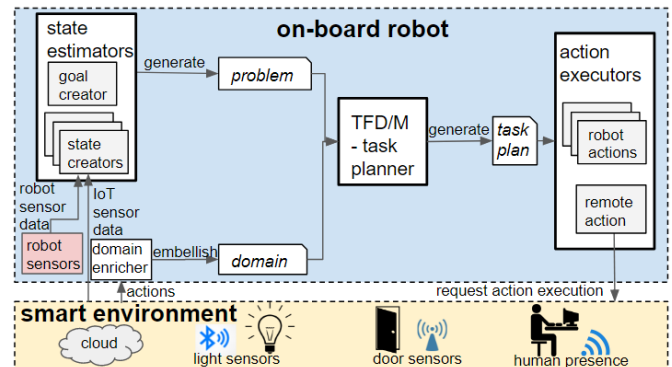 on-board robot
state
estimators
goal
creator
state
creators
generate
problem
TFD/M
- task
planner
generate
task
plan
action
executors
robot
actions
remote
action
robot
sensor
data
IoT
sensor
data
robot
sensors
domain
enricher
embellish
domain
actions
request action execution
smart environment
cloud
light sensors
door sensors
human presence